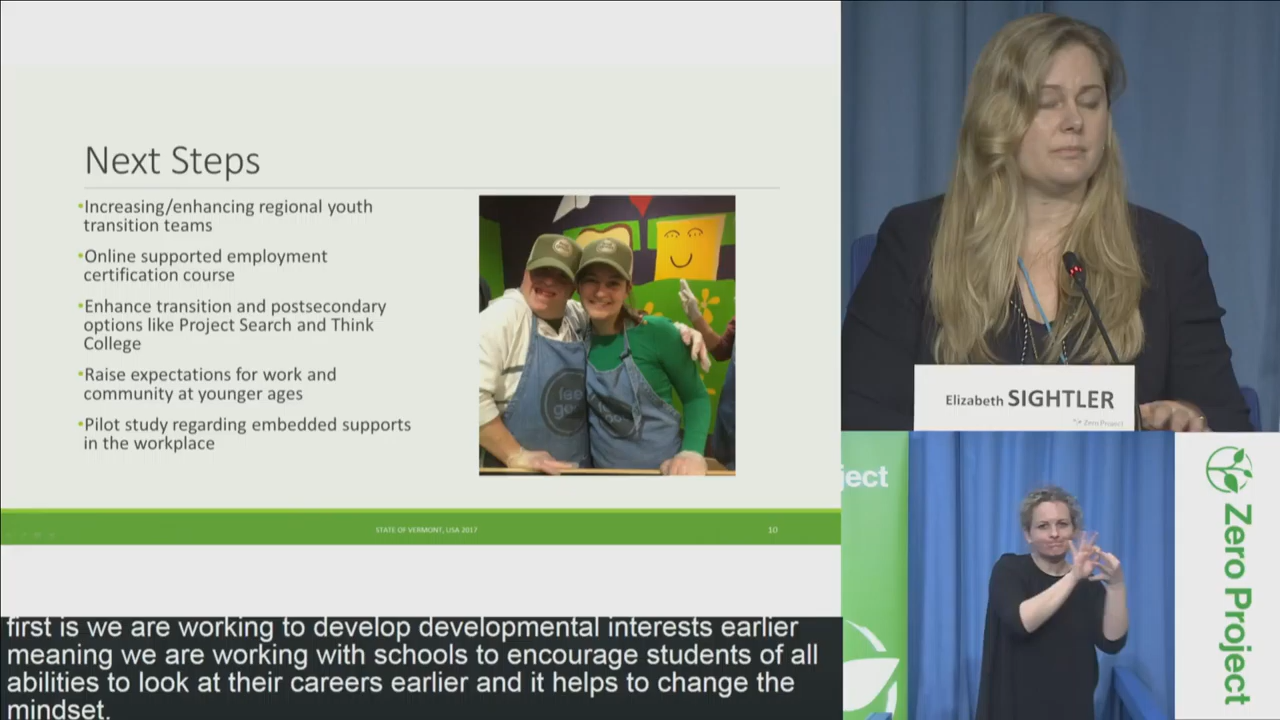 Next Steps
•Increasing/enhancing regional youth
transition teams
•Online supported employment
certification course
•Enhance transition and postsecondary
options like Project Search and Think
College
•Raise expectations for work and
community at younger ages
•Pilot study regarding embedded supports
in the workplace
STATE OF VERMONT, USA 2017
10
Elizabeth SIGHTLER
Zero Project
ject
Zero Project
first is we are working to develop developmental interests earlier
meaning we are working with schools to encourage students of all
abilities to look at their careers earlier and it helps to change the
mindset.